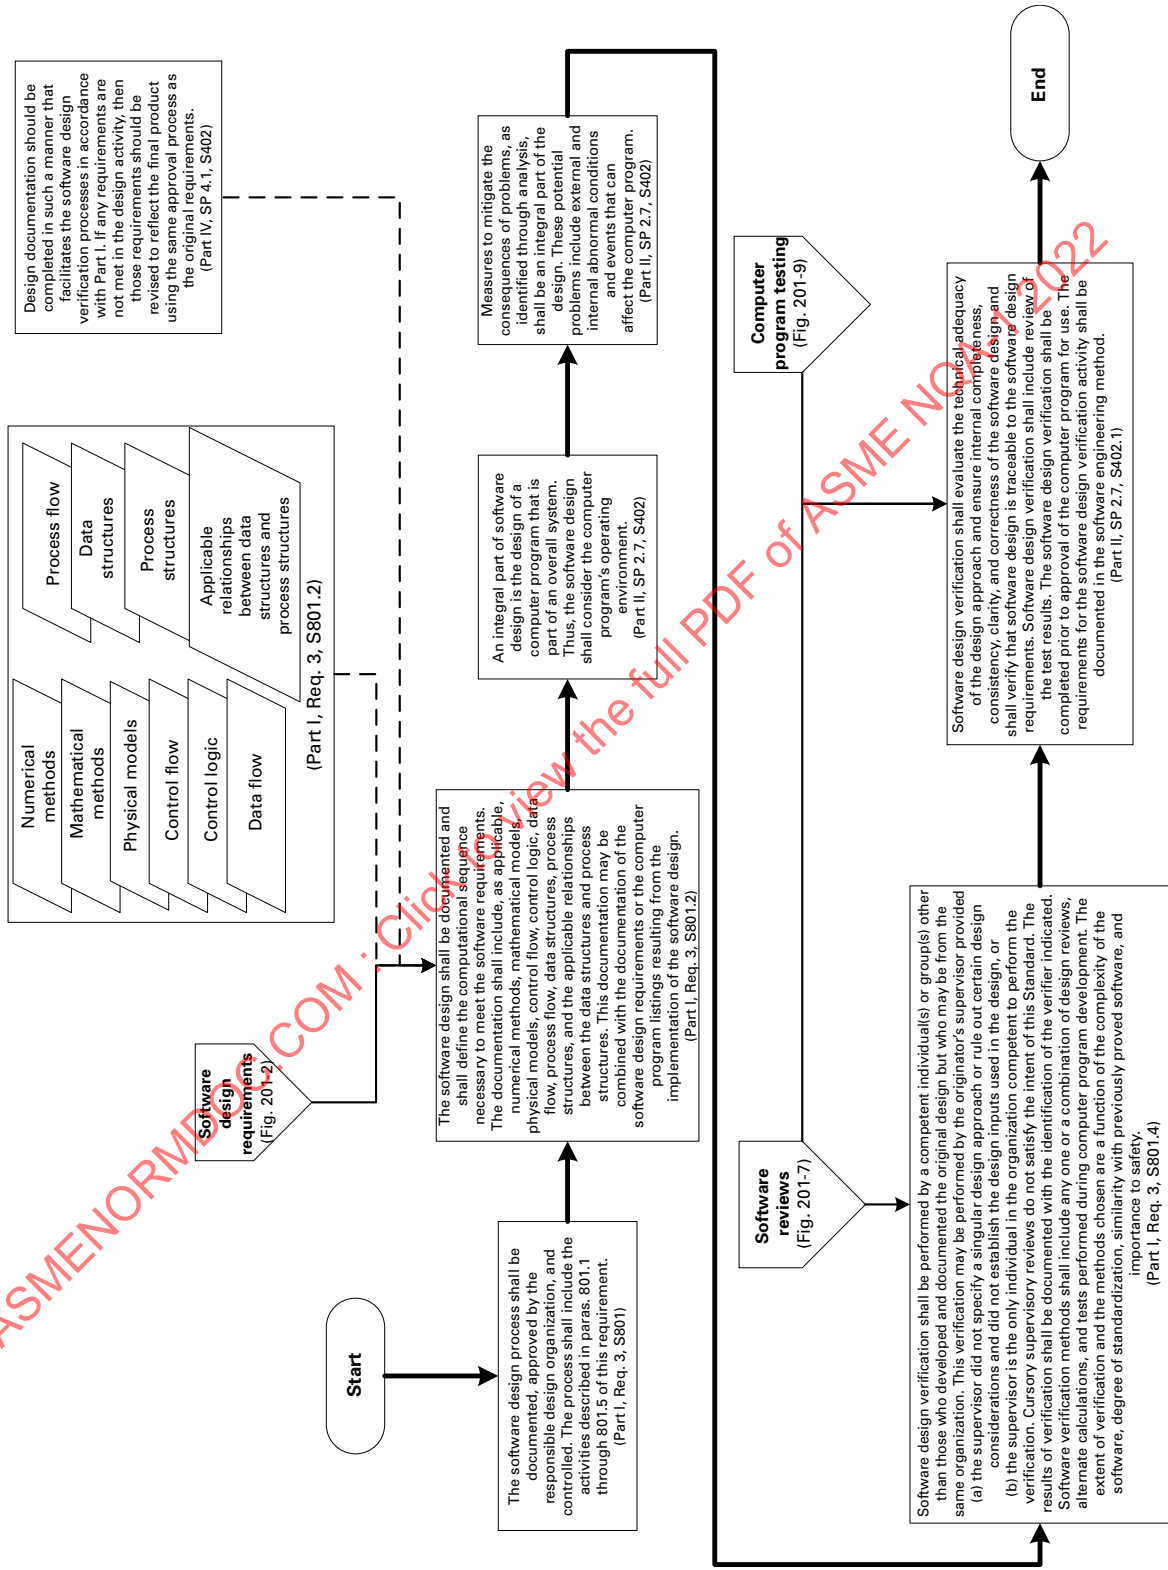 Start
The software design process shall be
documented, approved by the
responsible design organization, and
controlled. The process shall include the
activities described in paras. 801.1
through 801.5 of this requirement.
(Part I, Req. 3, S801)
Software
design
requirements
(Fig. 201-2)
Numerical
methods
Mathematical
methods
Physical models
Control flow
Control logic
Data flow
Process flow
Data
structures
Process
structures
Applicable
relationships
between data
structures and
process structures
(Part I, Req. 3, S801.2)
Design documentation should be
completed in such a manner that
facilitates the software design
verification processes in accordance
with Part I. If any requirements are
not met in the design activity, then
those requirements should be
revised to reflect the final product
using the same approval process as
the original requirements.
(Part IV, SP 4.1, S402)
The software design shall be documented and
shall define the computational sequence
necessary to meet the software requirements.
The documentation shall include, as applicable,
numerical methods, mathematical models,
physical models, control flow, control logic, data
flow, process flow, data structures, process
structures, and the applicable relationships
between the data structures and process
structures. This documentation may be
combined with the documentation of the
software design requirements or the computer
program listings resulting from the
implementation of the software design.
(Part I, Req. 3, S801.2)
An integral part of software
design is the design of a
computer program that is
part of an overall system.
Thus, the software design
shall consider the computer
program's operating
environment.
(Part II, SP 2.7, S402)
Measures to mitigate the
consequences of problems, as
identified through analysis,
shall be an integral part of the
design. These potential
problems include external and
internal abnormal conditions
and events that can
affect the computer program.
(Part II, SP 2.7, S402)
Software
reviews
(Fig. 201-7)
Computer
program testing
(Fig. 201-9)
Software design verification shall be performed by a competent individual(s) or group(s) other
than those who developed and documented the original design but who may be from the
same organization. This verification may be performed by the originator's supervisor provided
(a) the supervisor did not specify a singular design approach or rule out certain design
considerations and did not establish the design inputs used in the design, or
(b) the supervisor is the only individual in the organization competent to perform the
verification. Cursory supervisory reviews do not satisfy the intent of this Standard. The
results of verification shall be documented with the identification of the verifier indicated.
Software verification methods shall include any one or a combination of design reviews,
alternate calculations, and tests performed during computer program development. The
extent of verification and the methods chosen are a function of the complexity of the
software, degree of standardization, similarity with previously proved software, and
importance to safety.
(Part I, Req. 3, S801.4)
Software design verification shall evaluate the technical adequacy
of the design approach and ensure internal completeness,
consistency, clarity, and correctness of the software design and
shall verify that software design is traceable to the software design
requirements. Software design verification shall include review of
the test results. The software design verification shall be
completed prior to approval of the computer program for use. The
requirements for the software design verification activity shall be
documented in the software engineering method.
(Part II, SP 2.7, S402.1)
End
ASMENORMDOC.COM : Click to view the full PDF of ASME NQA-1 2022